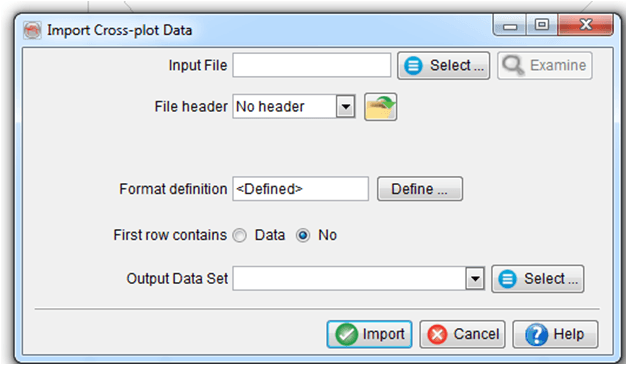 Import Cross-plot Data
Input File Select ... Examine
File header No header
Format definition <Defined> Define ...
First row contains Data No
Output Data Set Select ...
Import Cancel Help